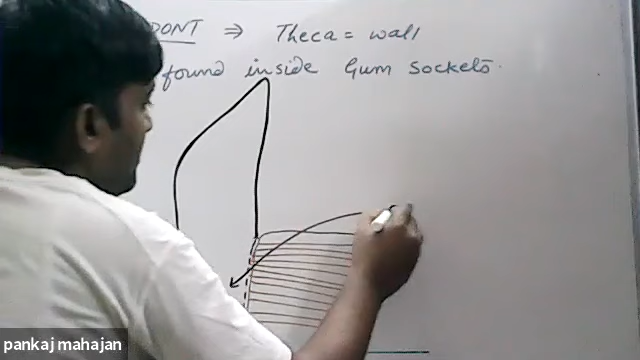 DONT ⇒ Theca = wall
found inside Gum sockets.
pankaj mahajan